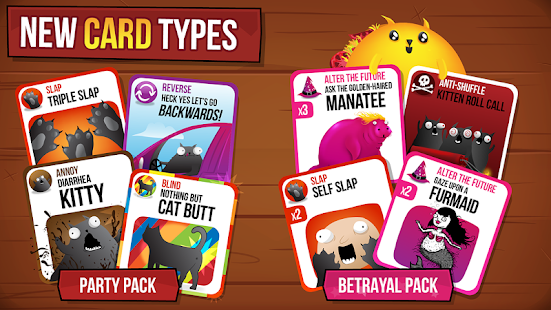 NEW CARD TYPES
SLAP
TRIPLE SLAP
REVERSE
HECK YES LET'S GO
BACKWARDS!
ANNOY
DIARRHEA
KITTY
BLIND
NOTHING BUT
CAT BUTT
PARTY PACK
x3
ALTER THE FUTURE
ASK THE GOLDEN-HAIRED
MANATEE
ANTI-SHUFFLE
KITTEN ROLL CALL
x2
SLAP
SELF SLAP
x2
ALTER THE FUTURE
GAZE UPON A
FURMAID
BETRAYAL PACK